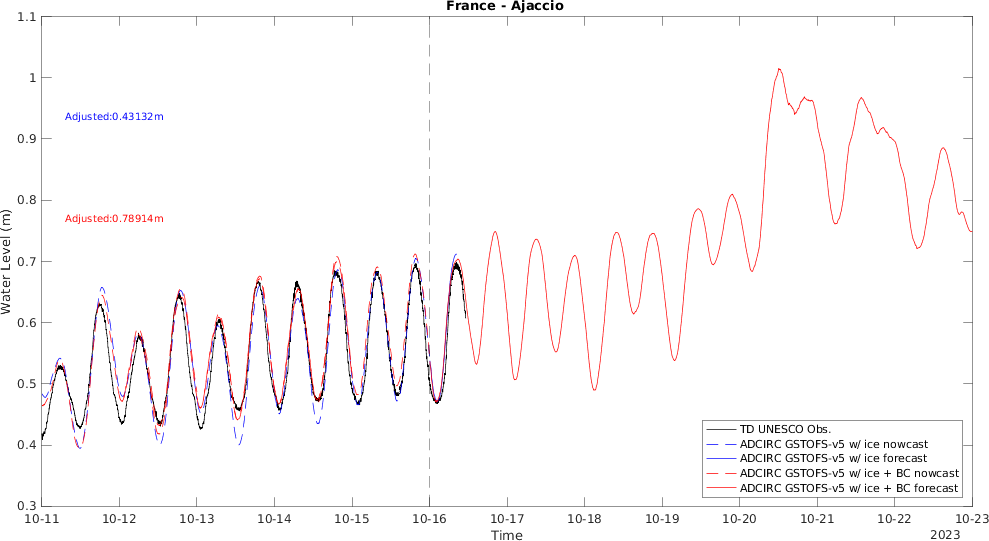 France - Ajaccio
1.1
1
0.9
0.8
0.7
0.6
0.5
0.4
0.3
Water Level (m)
Adjusted:0.43132m
Adjusted:0.78914m
TD UNESCO Obs.
ADCIRC GSTOFS-v5 w/ ice nowcast
ADCIRC GSTOFS-v5 w/ ice forecast
ADCIRC GSTOFS-v5 w/ ice + BC nowcast
ADCIRC GSTOFS-v5 w/ ice + BC forecast
10-11 10-12 10-13 10-14 10-15 10-16 10-17 10-18 10-19 10-20 10-21 10-22 10-23
Time
2023